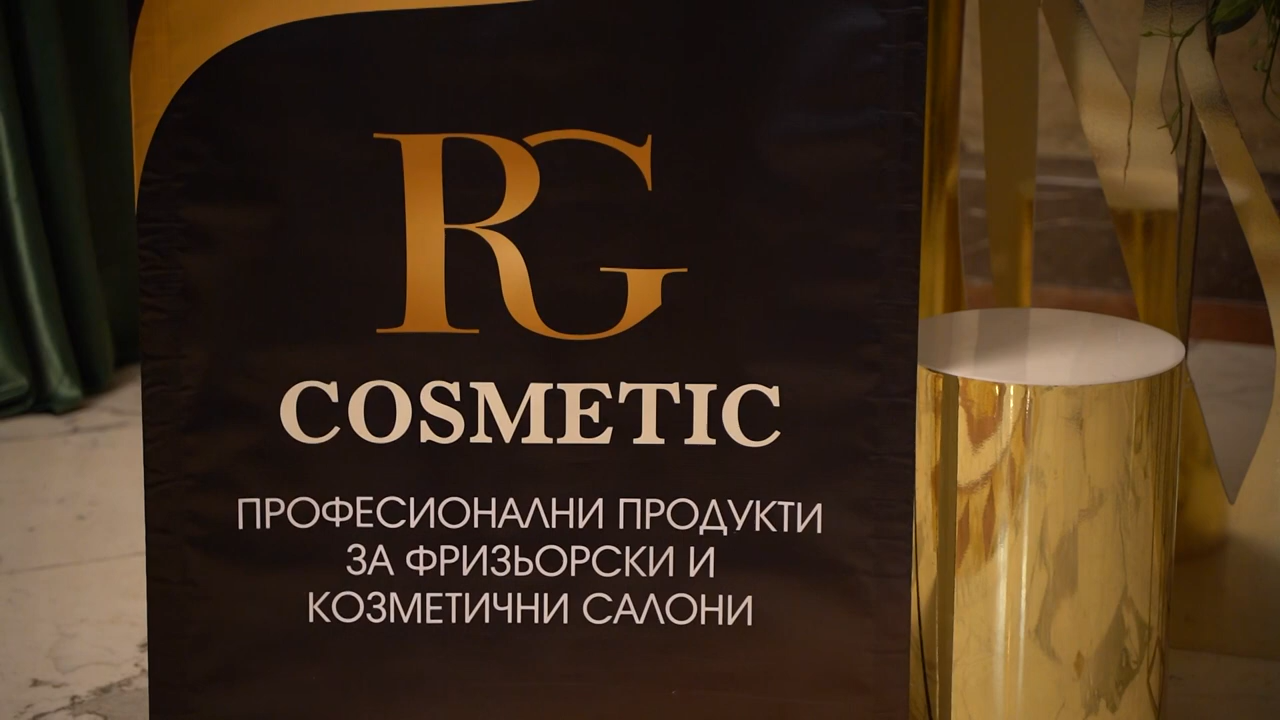 RG
COSMETIC
ПРОФЕСИОНАЛНИ ПРОДУКТИ
ЗА ФРИЗЬОРСКИ И
КОЗМЕТИЧНИ САЛОНИ